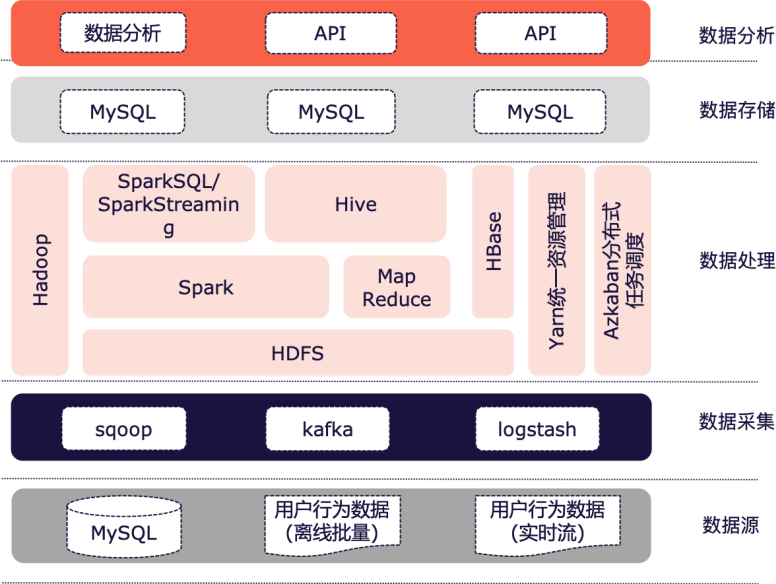 数据分析
API
API
数据分析
MySQL
MySQL
MySQL
数据存储
Hadoop
SparkSQL/
SparkStreamin
g
Hive
HBase
Yarn统一资源管理
Azkaban分布式
任务调度
数据处理
Spark
Map
Reduce
HDFS
sqoop
kafka
logstash
数据采集
MySQL
用户行为数据
(离线批量)
用户行为数据
(实时流)
数据源